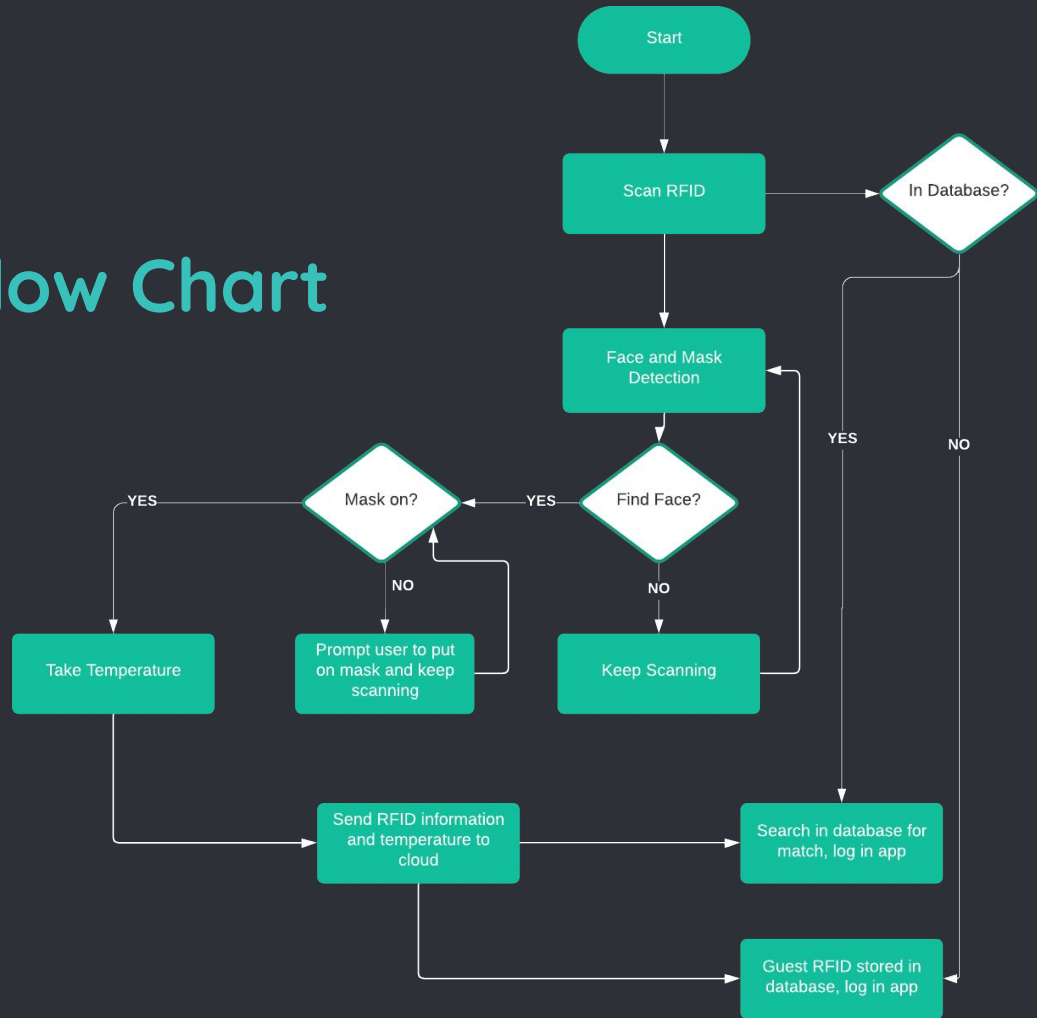 Start
Scan RFID
In Database?
low Chart
Face and Mask
Detection
YES
NO
YES
Mask on?
YES
Find Face?
NO
NO
Take Temperature
Prompt user to put
on mask and keep
scanning
Keep Scanning
Send RFID information
and temperature to
cloud
Search in database for
match, log in app
Guest RFID stored in
database, log in app